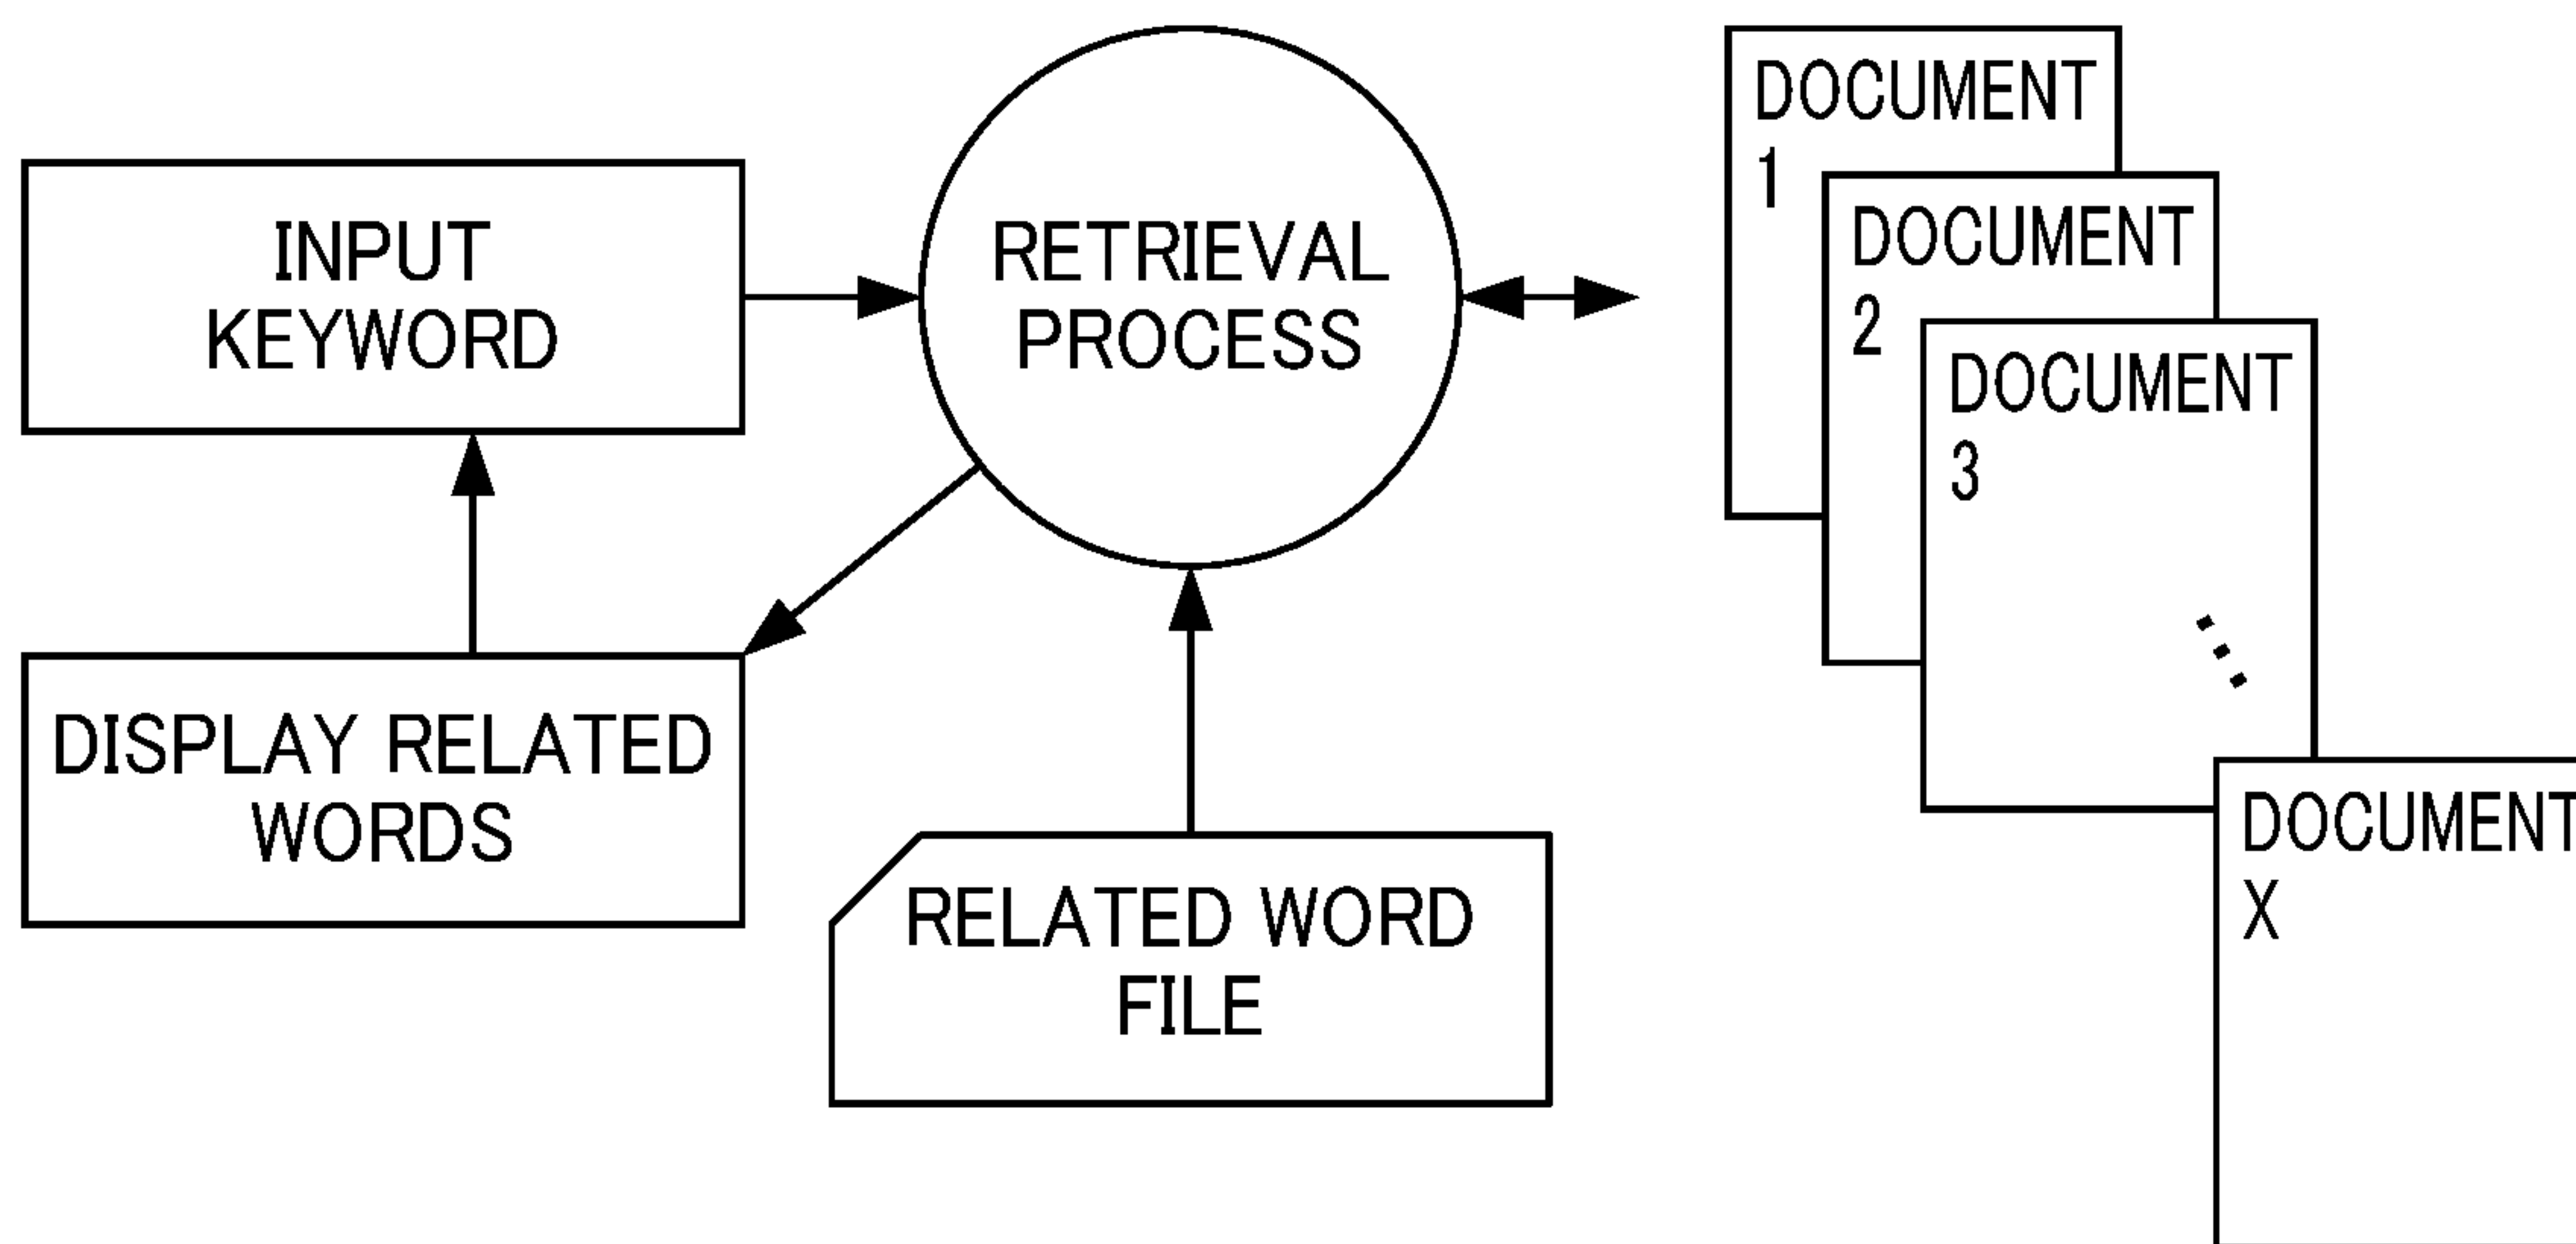 INPUT
KEYWORD
RETRIEVAL
PROCESS
DOCUMENT
1
DOCUMENT
2
DOCUMENT
3
DISPLAY RELATED
WORDS
RELATED WORD
FILE
DOCUMENT
X